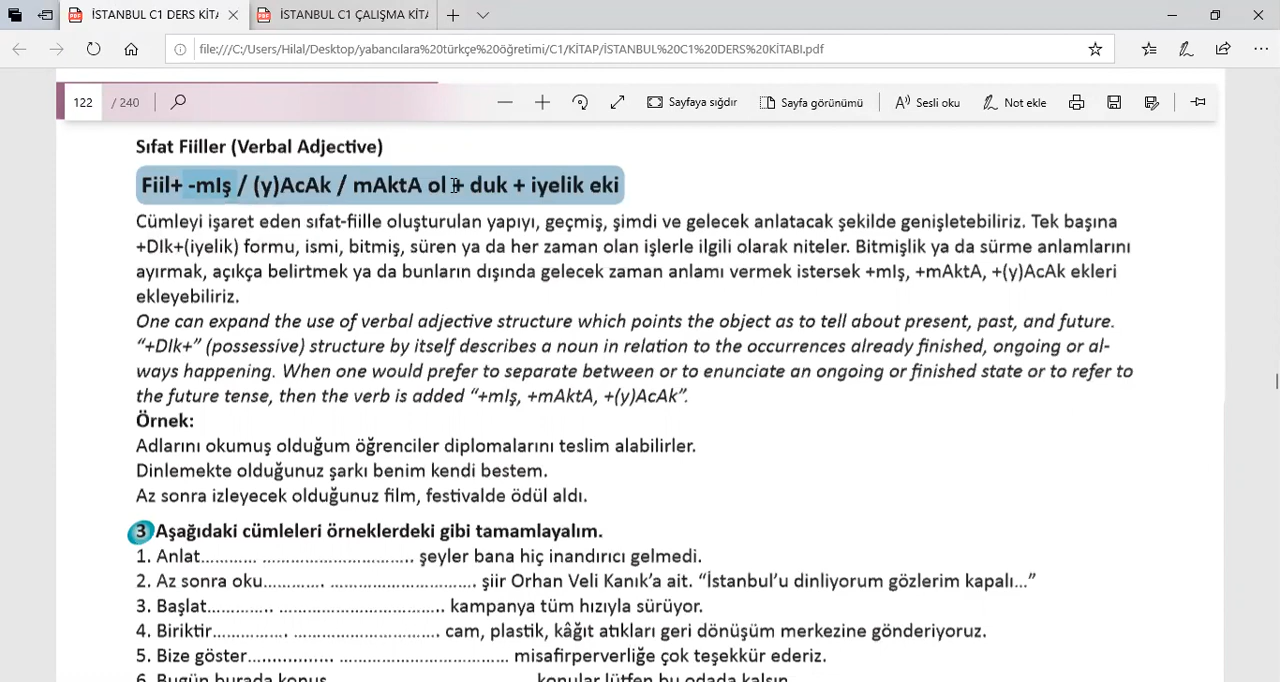 İSTANBUL C1 DERS KİTA
İSTANBUL C1 ÇALIŞMA KİTA
file:///C:/Users/Hilal/Desktop/yabancılara%20türkçe%20öğretimi/C1/KİTAP/İSTANBUL%20C1%20DERS%20KİTABI.pdf
122 / 240 Sayfaya sığdır Sayfa görünümü Sesli oku Not ekle
Sıfat Fiiller (Verbal Adjective)
Fiil+ -mIş / (y)AcAk / mAktA ol + duk + iyelik eki
Cümleyi işaret eden sıfat-fiille oluşturulan yapıyı, geçmiş, şimdi ve gelecek anlatacak şekilde genişletebiliriz. Tek başına
+DIk+(iyelik) formu, ismi, bitmiş, süren ya da her zaman olan işlerle ilgili olarak niteler. Bitmişlik ya da sürme anlamlarını
ayırmak, açıkça belirtmek ya da bunların dışında gelecek zaman anlamı vermek istersek +mIş, +mAktA, +(y)AcAk ekleri
ekleyebiliriz.
One can expand the use of verbal adjective structure which points the object as to tell about present, past, and future.
“+DIk+” (possessive) structure by itself describes a noun in relation to the occurrences already finished, ongoing or al-
ways happening. When one would prefer to separate between or to enunciate an ongoing or finished state or to refer to
the future tense, then the verb is added “+mIş, +mAktA, +(y)AcAk”.
Örnek:
Adlarını okumuş olduğum öğrenciler diplomalarını teslim alabilirler.
Dinlemekte olduğunuz şarkı benim kendi bestem.
Az sonra izleyecek olduğunuz film, festivalde ödül aldı.
3 Aşağıdaki cümleleri örneklerdeki gibi tamamlayalım.
1. Anlat………… ………………………….. şeyler bana hiç inandırıcı gelmedi.
2. Az sonra oku…………. ………………………. şiir Orhan Veli Kanık’a ait. “İstanbul’u dinliyorum gözlerim kapalı…”
3. Başlat………….. ………………………….. kampanya tüm hızıyla sürüyor.
4. Biriktir……………. …………………………. cam, plastik, kâğıt atıkları geri dönüşüm merkezine gönderiyoruz.
5. Bize göster………….... ……………………………… misafirperverliğe çok teşekkür ederiz.
6. Bugün burada konuş konular lütfen bu odada kalsın